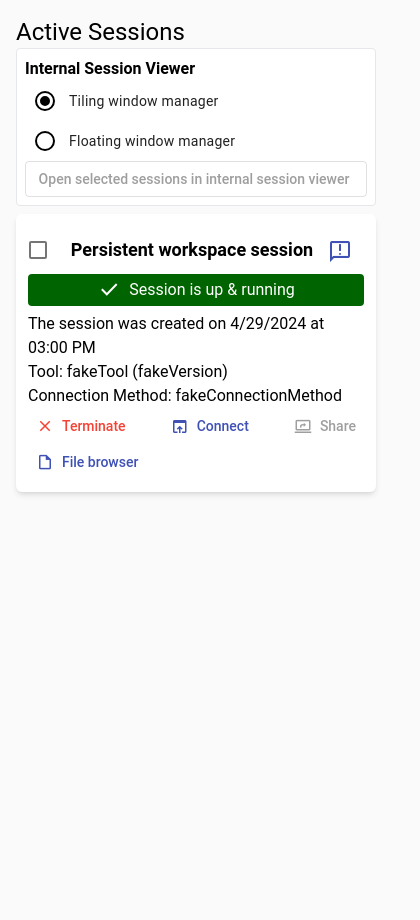 Active Sessions
Internal Session Viewer
Tiling window manager
Floating window manager
Open selected sessions in internal session viewer
Persistent workspace session
Session is up & running
The session was created on 4/29/2024 at
03:00 PM
Tool: fakeTool (fakeVersion)
Connection Method: fakeConnectionMethod
Terminate Connect Share
File browser